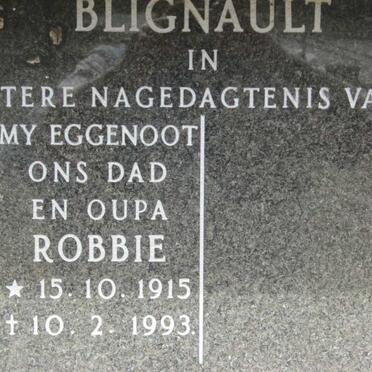 BLIGNAULT
IN
TERE NAGEDAGTENIS VA
MY EGGENOOT
ONS DAD
EN OUPA
ROBBIE
★ 15. 10. 1915
† 10. 2. 1993.